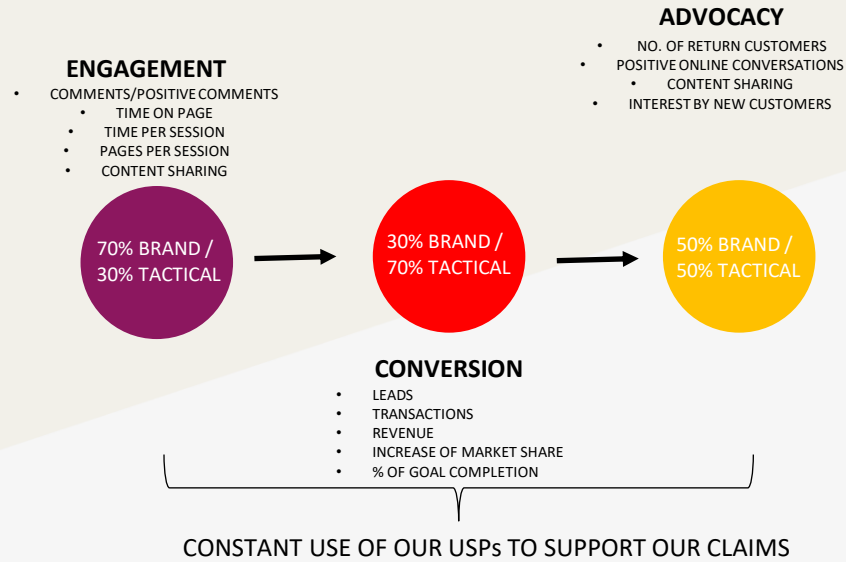 ENGAGEMENT
• COMMENTS/POSITIVE COMMENTS
• TIME ON PAGE
• TIME PER SESSION
• PAGES PER SESSION
• CONTENT SHARING
70% BRAND /
30% TACTICAL
30% BRAND /
70% TACTICAL
CONVERSION
• LEADS
• TRANSACTIONS
• REVENUE
• INCREASE OF MARKET SHARE
• % OF GOAL COMPLETION
ADVOCACY
• NO. OF RETURN CUSTOMERS
• POSITIVE ONLINE CONVERSATIONS
• CONTENT SHARING
• INTEREST BY NEW CUSTOMERS
50% BRAND /
50% TACTICAL
CONSTANT USE OF OUR USPs TO SUPPORT OUR CLAIMS